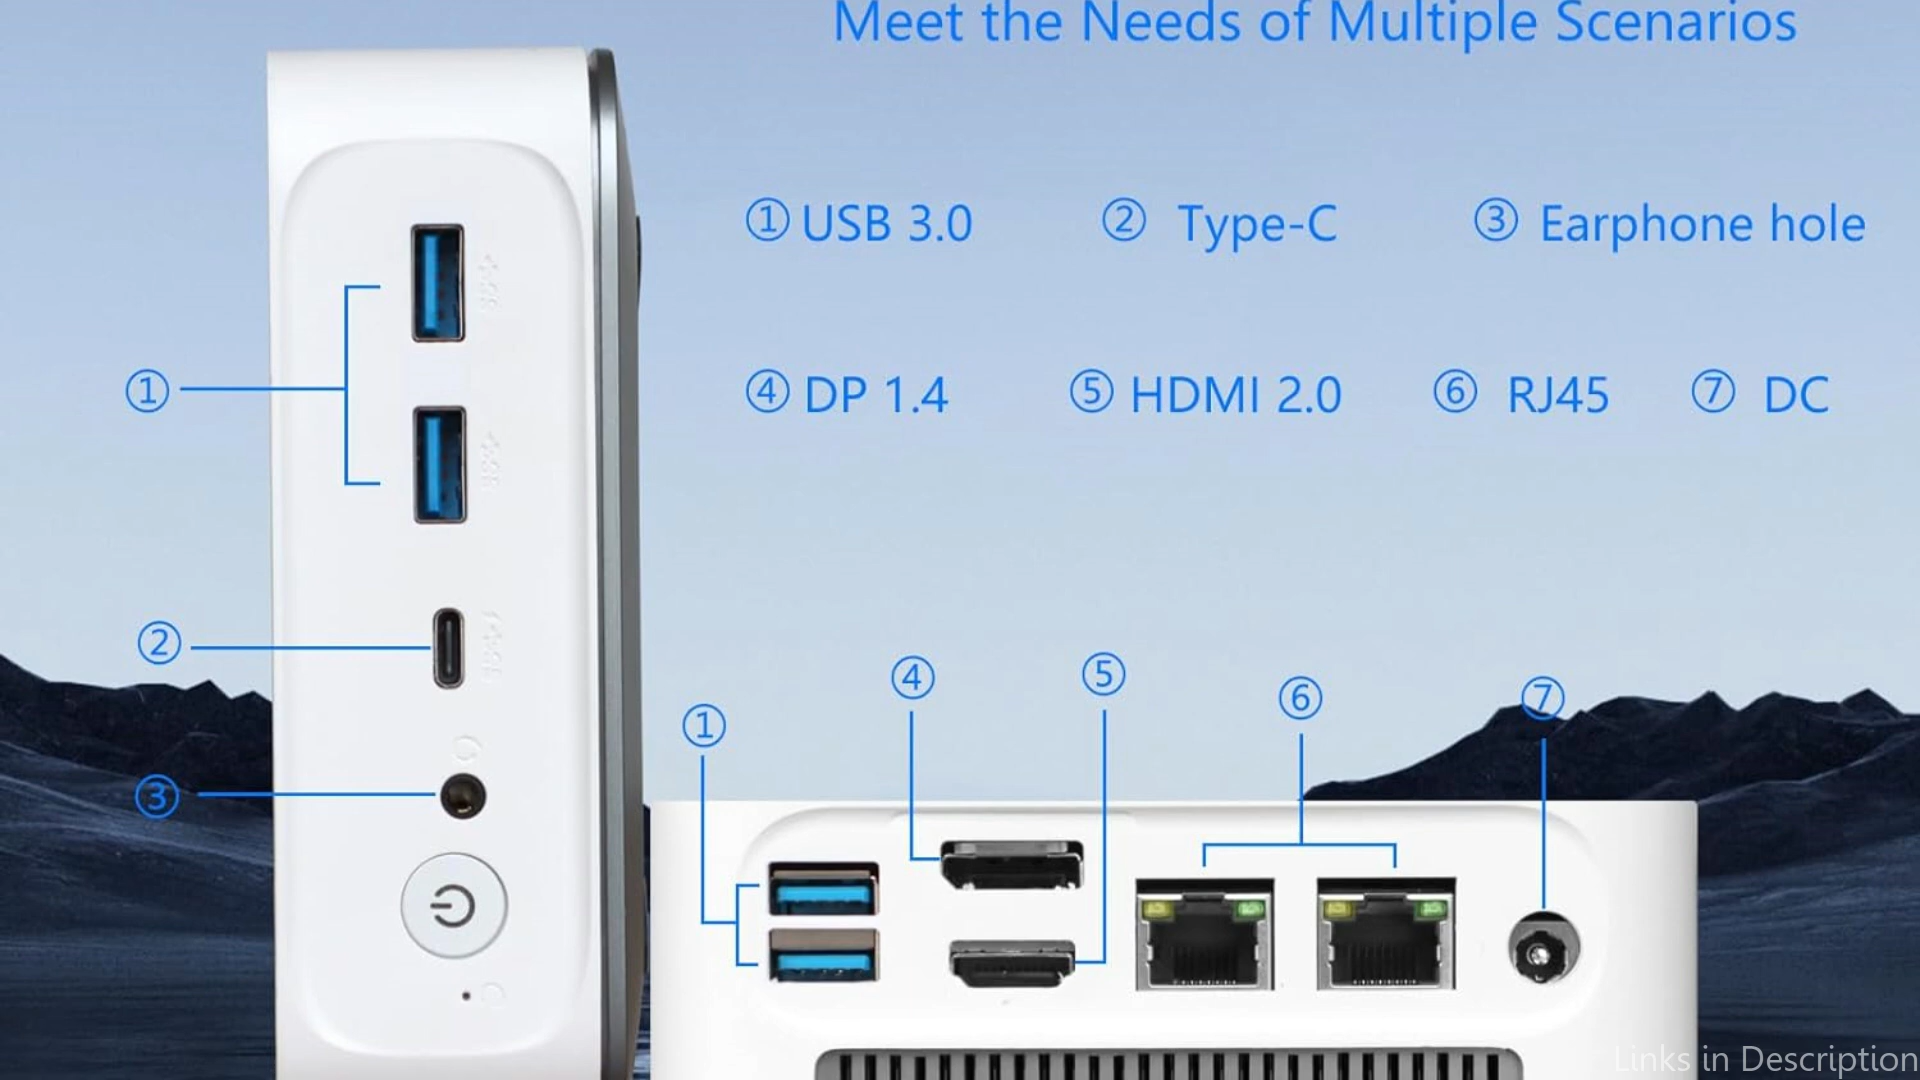 Meet the Needs of Multiple Scenarios
① USB 3.0 ② Type-C ③ Earphone hole
④ DP 1.4 ⑤ HDMI 2.0 ⑥ RJ45 ⑦ DC
①
②
③
①
④
⑤
⑥
⑦
Links in Description